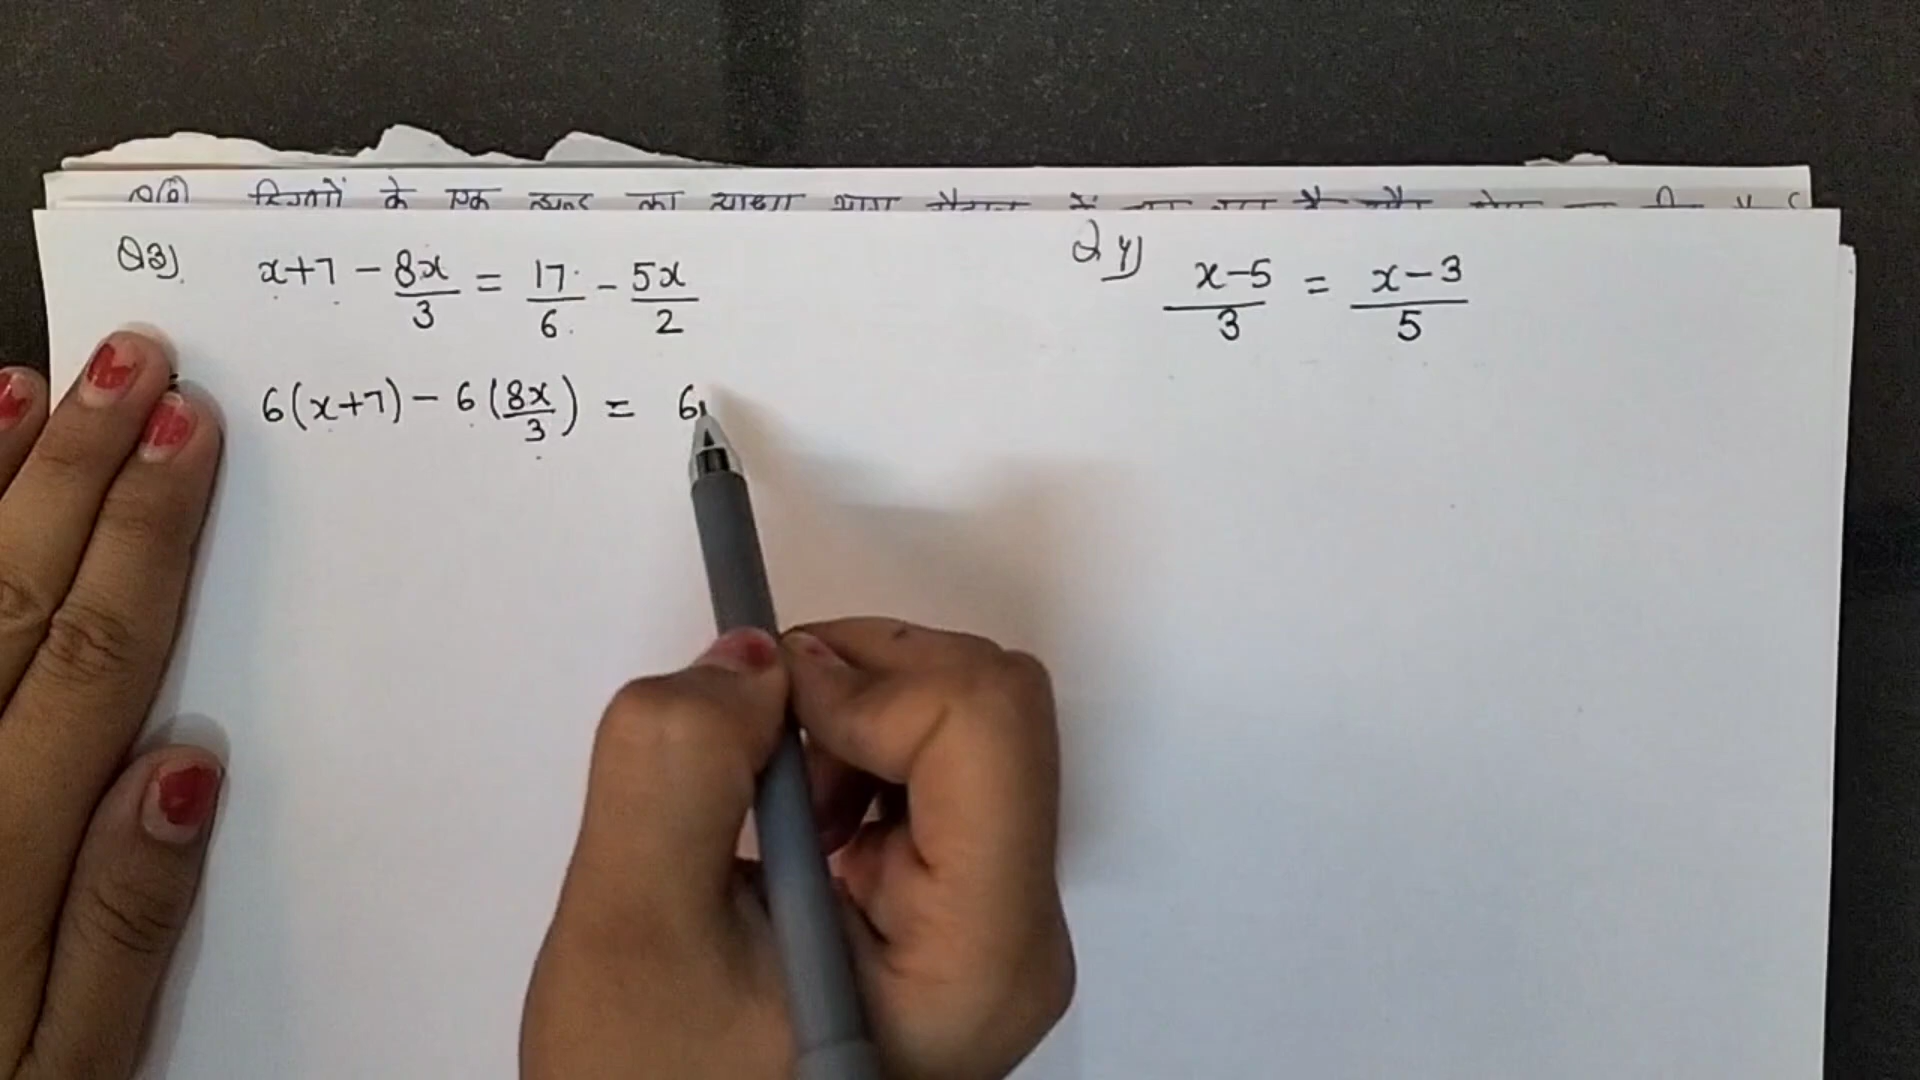 के एक का
Q3) x+7 - 8x/3 = 17/6 - 5x/2
6(x+7) - 6(8x/3) = 6
Q4) x-5/3 = x-3/5